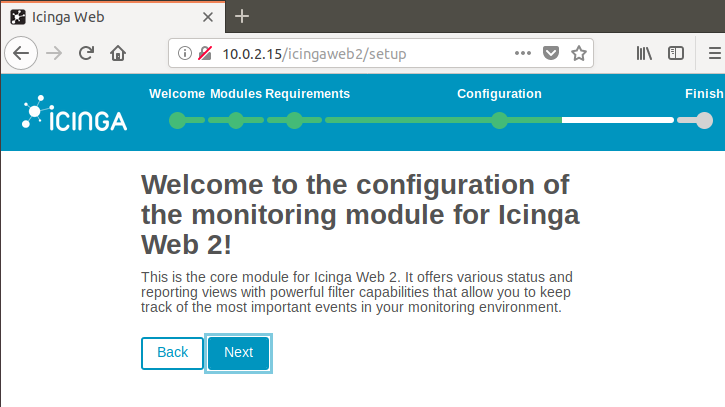 Icinga Web
10.0.2.15/icingaweb2/setup
Welcome Modules Requirements Configuration Finish
ICINGA
Welcome to the configuration of
the monitoring module for Icinga
Web 2!
This is the core module for Icinga Web 2. It offers various status and
reporting views with powerful filter capabilities that allow you to keep
track of the most important events in your monitoring environment.
Back Next